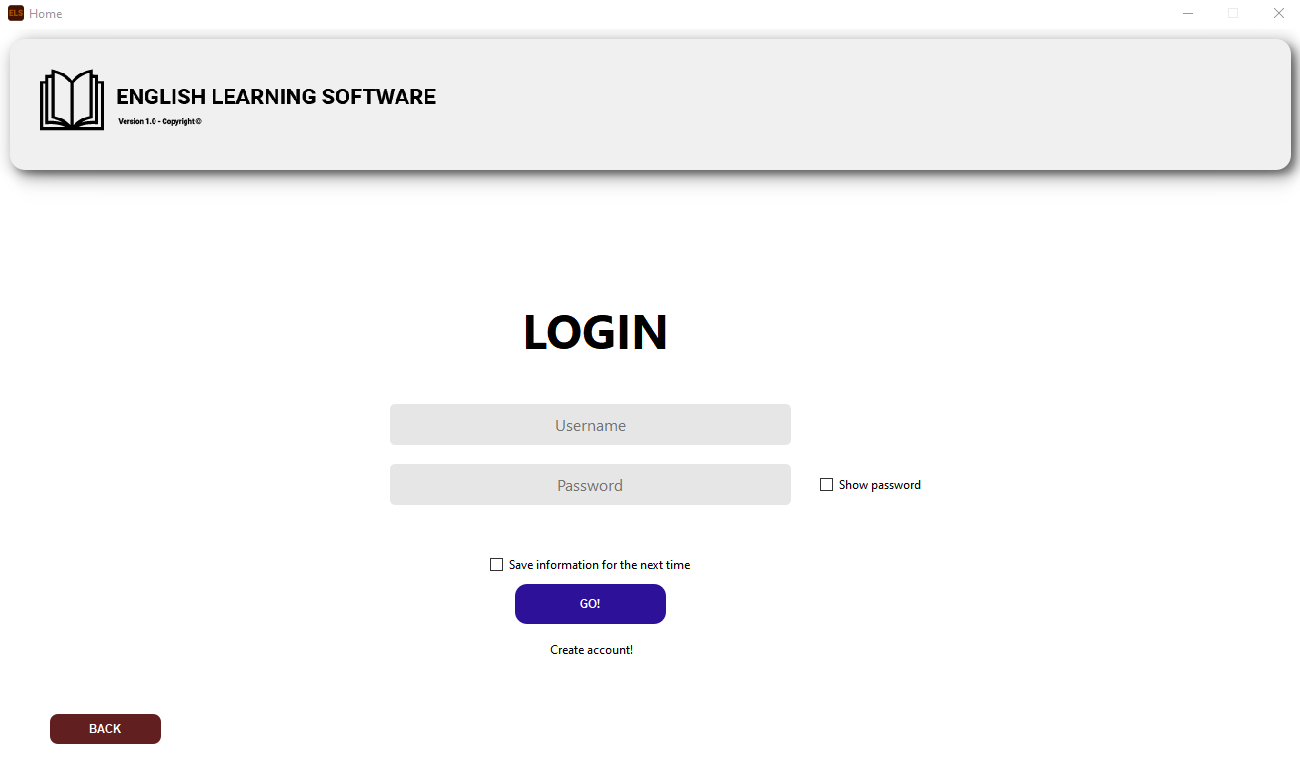 ELS Home
ENGLISH LEARNING SOFTWARE
Version 1.0 - Copyright©
LOGIN
Username
Password
Show password
Save information for the next time
GO!
Create account!
BACK